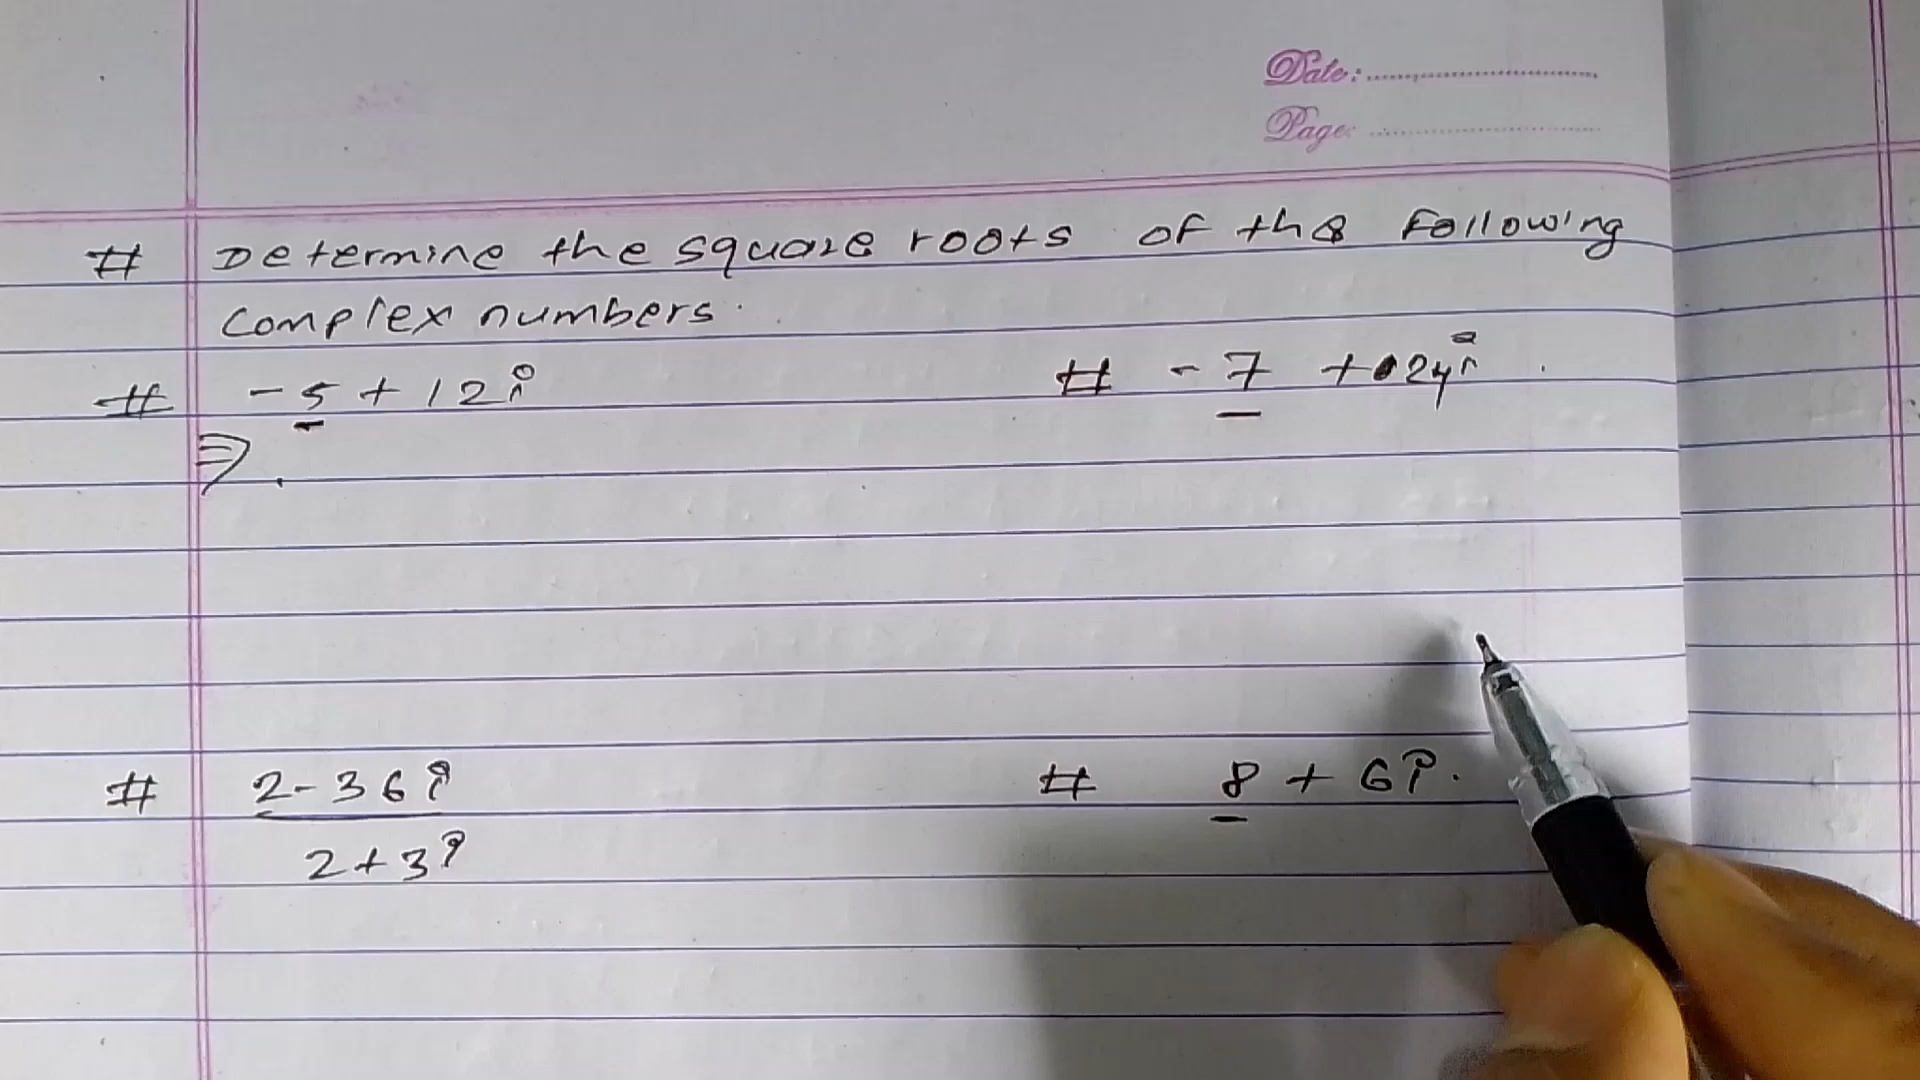 Date:
Page:
# Determine the square roots of the following
complex numbers.
# -5 + 12i
# -7 + 24i .
⇒ .
# 2-36i
2+3i
# 8 + 6i.